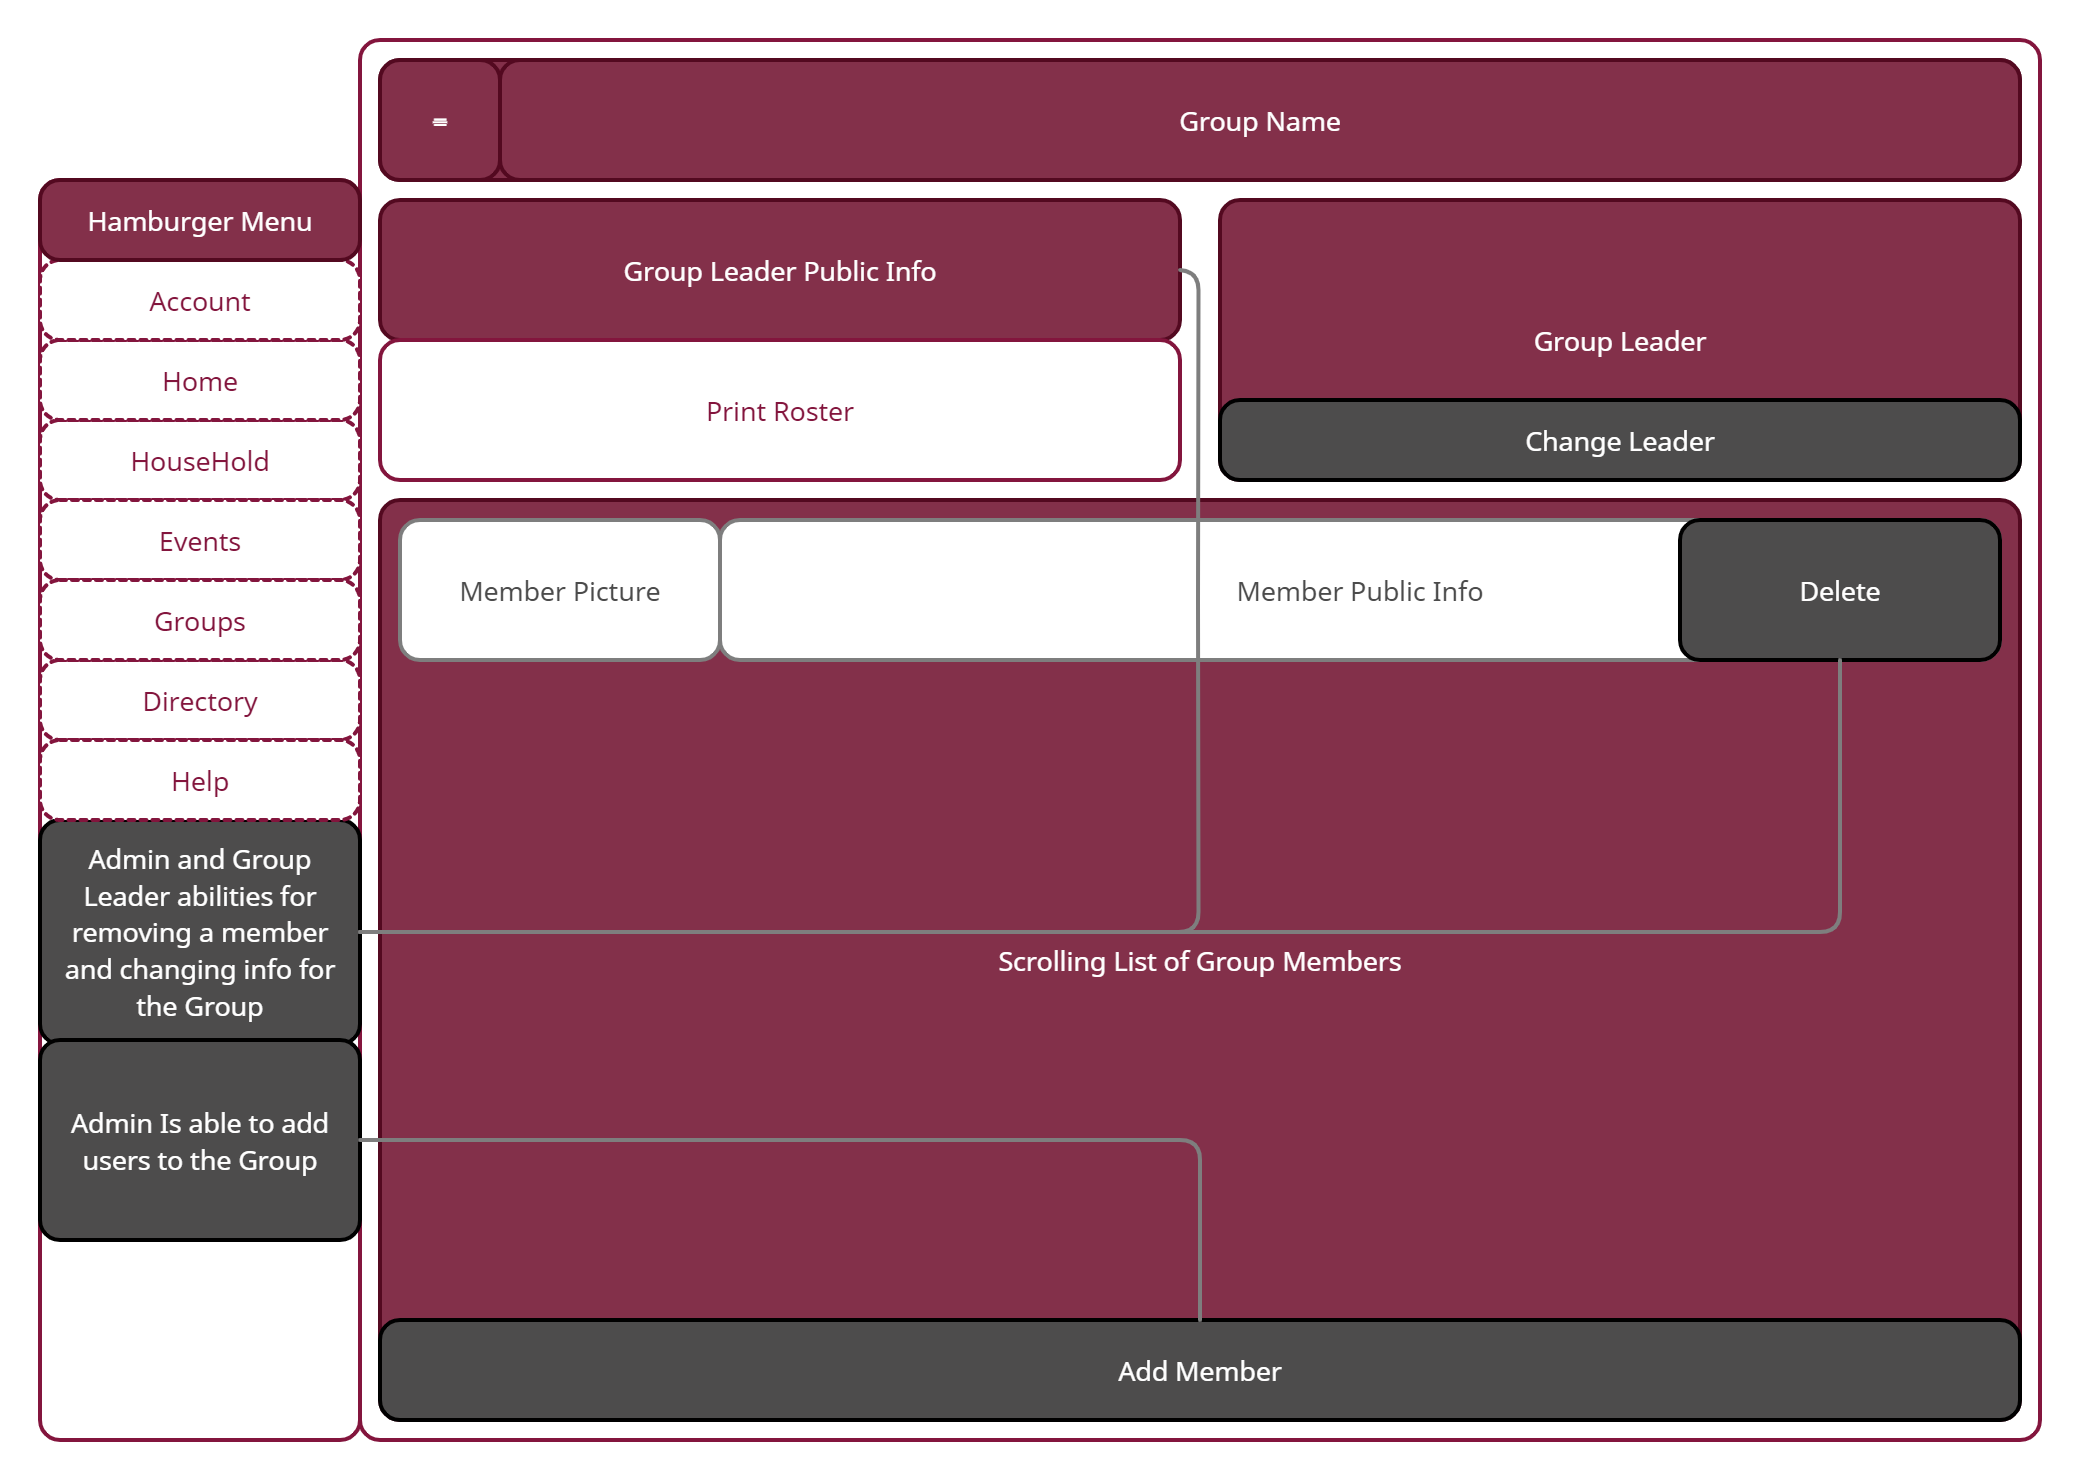 Group Name
Hamburger Menu
Account
Home
HouseHold
Events
Groups
Directory
Help
Admin and Group
Leader abilities for
removing a member
and changing info for
the Group
Admin Is able to add
users to the Group
Group Leader Public Info
Print Roster
Group Leader
Change Leader
Member Picture
Member Public Info
Delete
Scrolling List of Group Members
Add Member